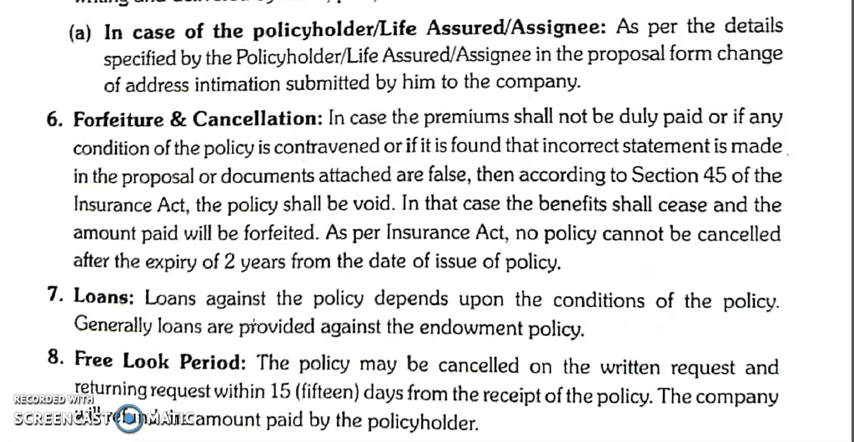 (a) In case of the policyholder/Life Assured/Assignee: As per the details
specified by the Policyholder/Life Assured/Assignee in the proposal form change
of address intimation submitted by him to the company.
6. Forfeiture & Cancellation: In case the premiums shall not be duly paid or if any
condition of the policy is contravened or if it is found that incorrect statement is made
in the proposal or documents attached are false, then according to Section 45 of the
Insurance Act, the policy shall be void. In that case the benefits shall cease and the
amount paid will be forfeited. As per Insurance Act, no policy cannot be cancelled
after the expiry of 2 years from the date of issue of policy.
7. Loans: Loans against the policy depends upon the conditions of the policy.
Generally loans are provided against the endowment policy.
8. Free Look Period: The policy may be cancelled on the written request and
returning request within 15 (fifteen) days from the receipt of the policy. The company
amount paid by the policyholder.
RECORDED WITH
SCREENCAST MATIC